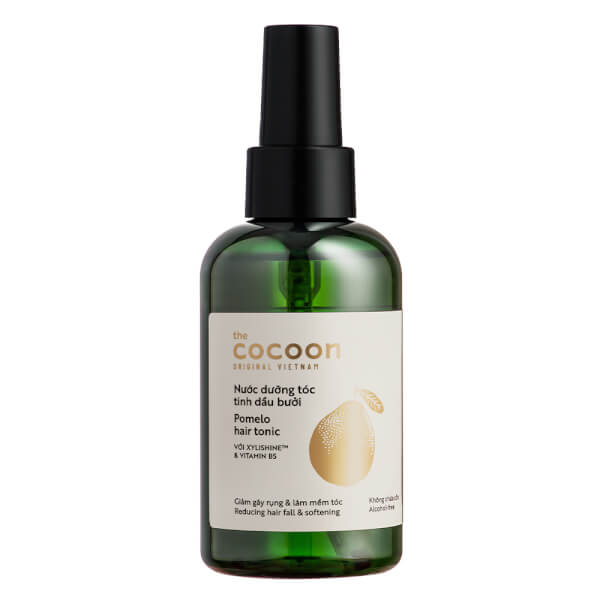 the
cocoon
ORIGINAL VIETNAM
Nước dưỡng tóc
tinh dầu bưởi
Pomelo
hair tonic
VỚI XYLISHINE™
& VITAMIN B5
Giảm gãy rụng & làm mềm tóc
Reducing hair fall & softening
Không chứa
Alcohol-free